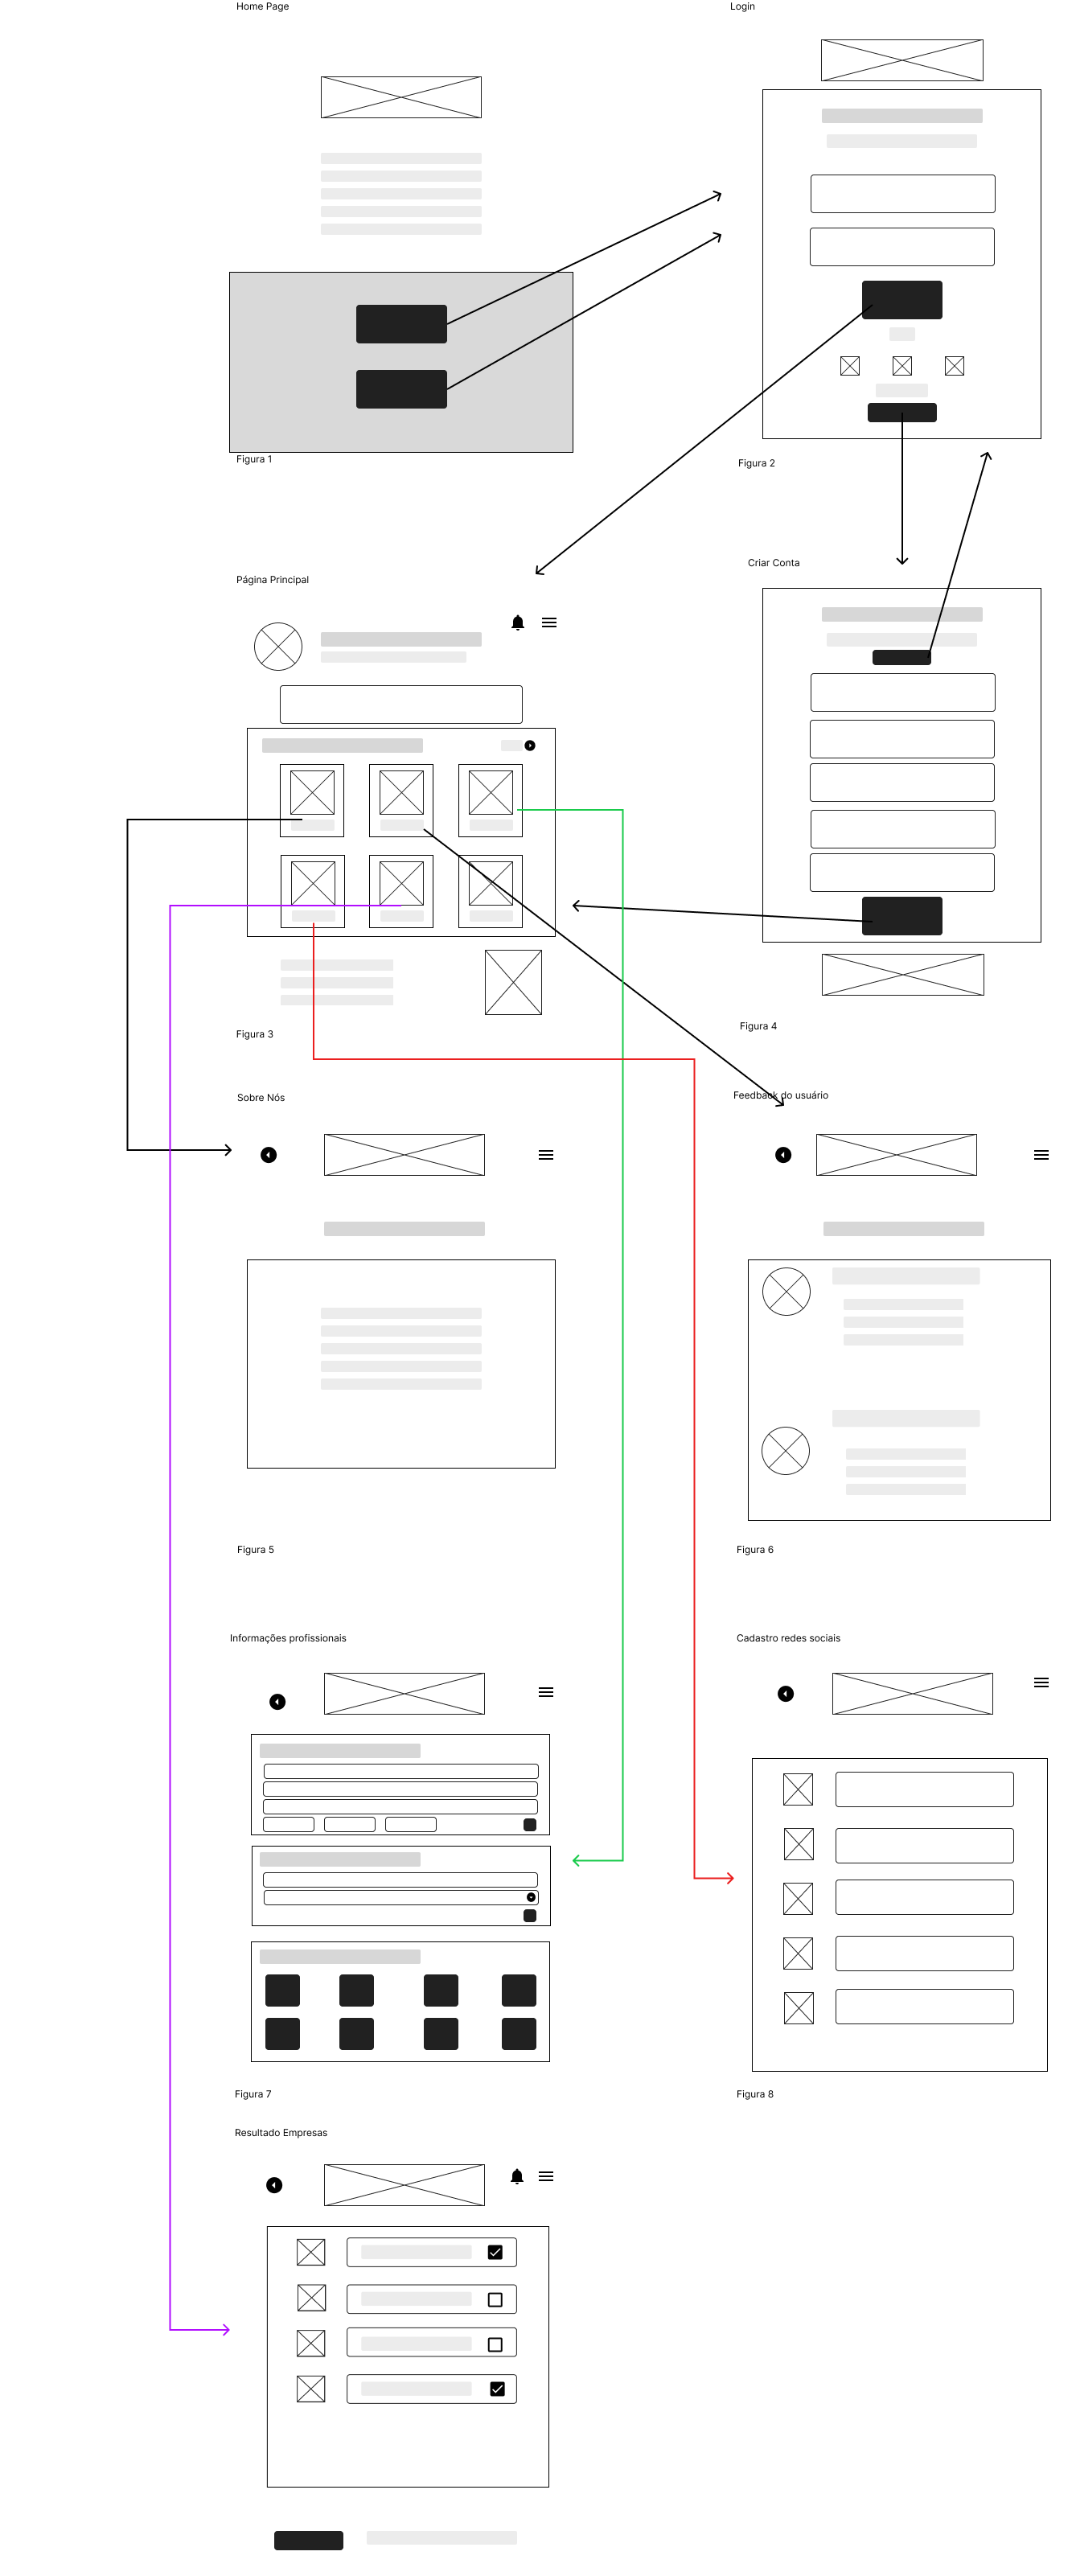 Home Page
Login
Figura 1
Figura 2
Criar Conta
Página Principal
Figura 3
Figura 4
Sobre Nós
Feedback do usuário
Figura 5
Figura 6
Informações profissionais
Cadastro redes sociais
Figura 7
Figura 8
Resultado Empresas